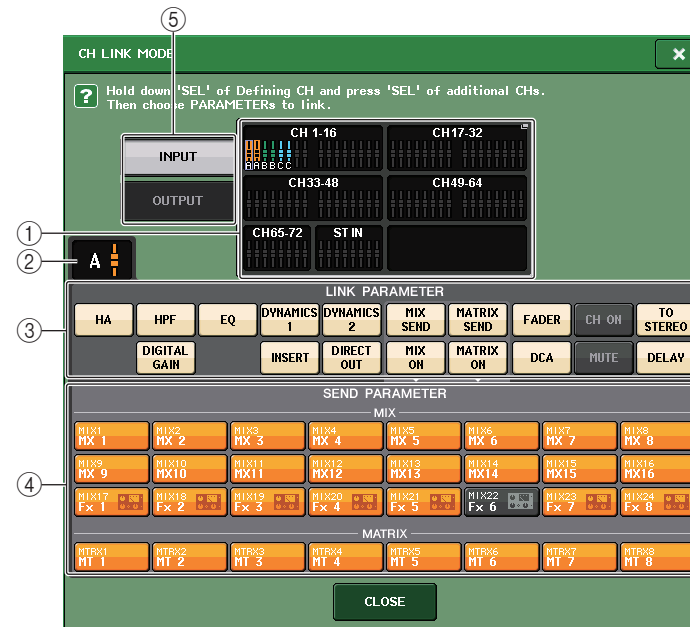 ⑤
CH LINK MODE
×
? Hold down 'SEL' of Defining CH and press 'SEL' of additional CHs.
Then choose PARAMETERs to link.
INPUT
OUTPUT
CH 1-16
CH17-32
A A B B C C
CH33-48
CH49-64
CH65-72
ST IN
①
②
A
LINK PARAMETER
③
HA
HPF
EQ
DYNAMICS 1
DYNAMICS 2
MIX SEND
MATRIX SEND
FADER
CH ON
TO STEREO
DIGITAL GAIN
INSERT
DIRECT OUT
MIX ON
MATRIX ON
DCA
MUTE
DELAY
SEND PARAMETER
MIX
④
MIX1 MX 1
MIX2 MX 2
MIX3 MX 3
MIX4 MX 4
MIX5 MX 5
MIX6 MX 6
MIX7 MX 7
MIX8 MX 8
MIX9 MX 9
MIX10 MX10
MIX11 MX11
MIX12 MX12
MIX13 MX13
MIX14 MX14
MIX15 MX15
MIX16 MX16
MIX17 Fx 1
MIX18 Fx 2
MIX19 Fx 3
MIX20 Fx 4
MIX21 Fx 5
MIX22 Fx 6
MIX23 Fx 7
MIX24 Fx 8
MATRIX
MTRX1 MT 1
MTRX2 MT 2
MTRX3 MT 3
MTRX4 MT 4
MTRX5 MT 5
MTRX6 MT 6
MTRX7 MT 7
MTRX8 MT 8
CLOSE